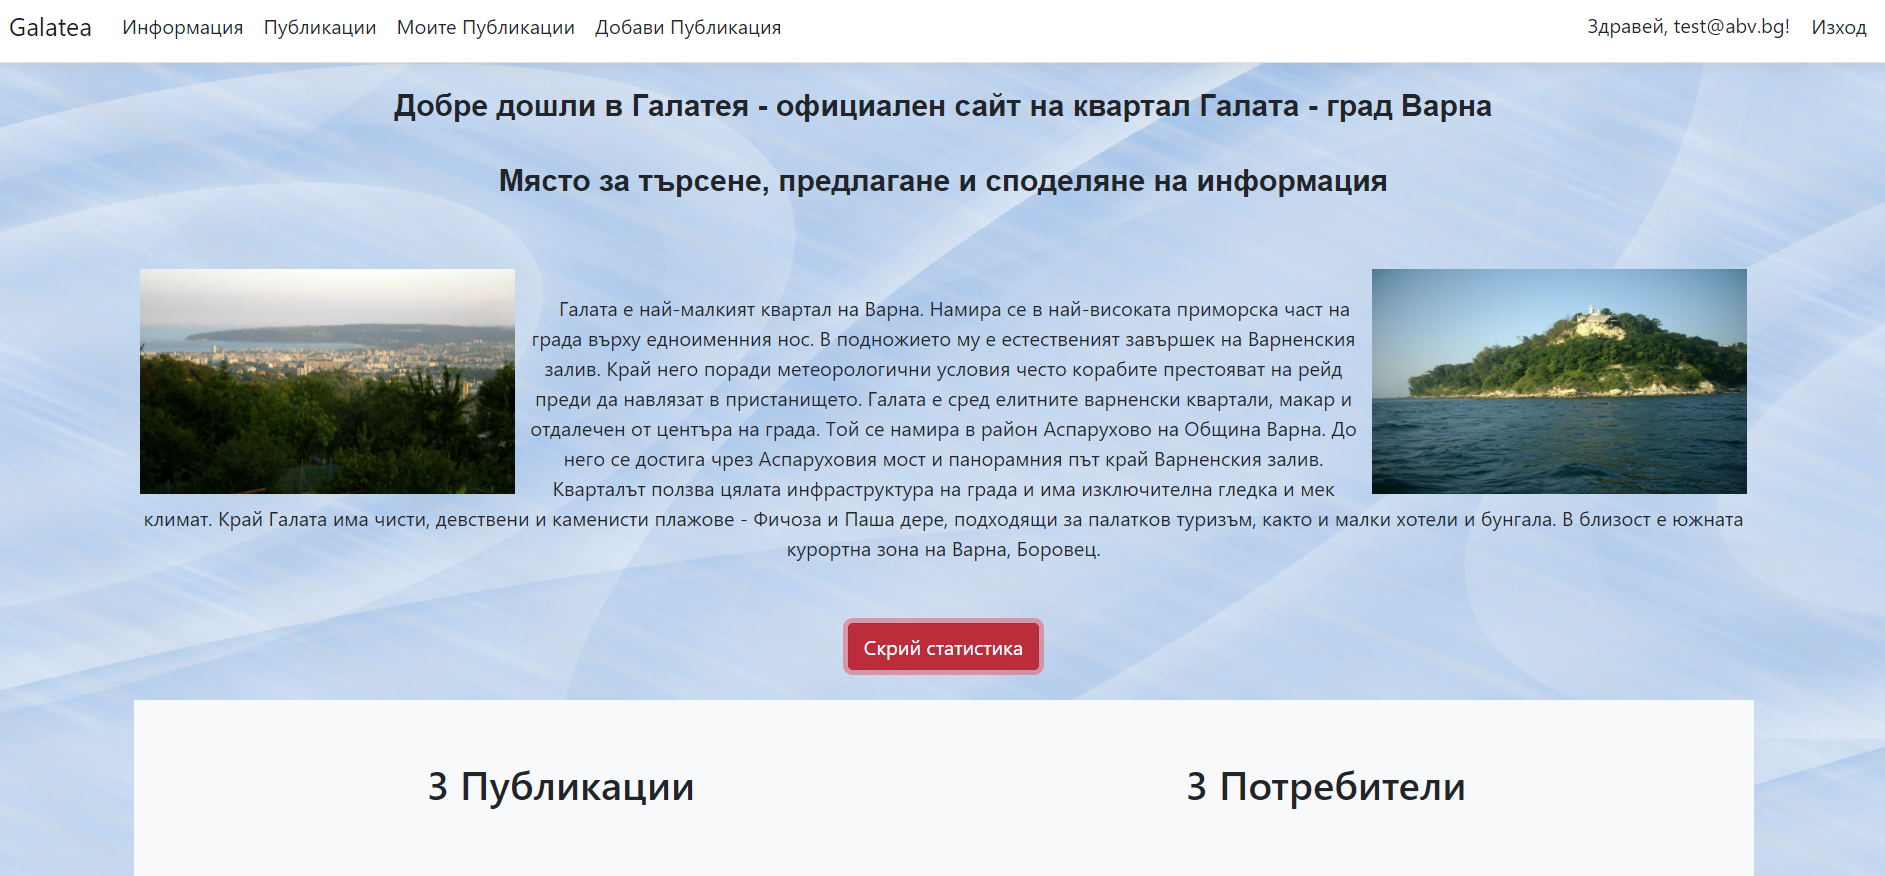 Galatea Информация Публикации Моите Публикации Добави Публикация Здравей, test@abv.bg! Изход
Добре дошли в Галатея - официален сайт на квартал Галата - град Варна
Място за търсене, предлагане и споделяне на информация
Галата е най-малкият квартал на Варна. Намира се в най-високата приморска част на
града върху едноименния нос. В подножието му е естественият завършек на Варненския
залив. Край него поради метеорологични условия често корабите престояват на рейд
преди да навлязат в пристанището. Галата е сред елитните варненски квартали, макар и
отдалечен от центъра на града. Той се намира в район Аспарухово на Община Варна. До
него се достига чрез Аспаруховия мост и панорамния път край Варненския залив.
Кварталът ползва цялата инфраструктура на града и има изключителна гледка и мек
климат. Край Галата има чисти, девствени и каменисти плажове - Фичоза и Паша дере, подходящи за палатков туризъм, както и малки хотели и бунгала. В близост е южната
курортна зона на Варна, Боровец.
Скрий статистика
3 Публикации 3 Потребители